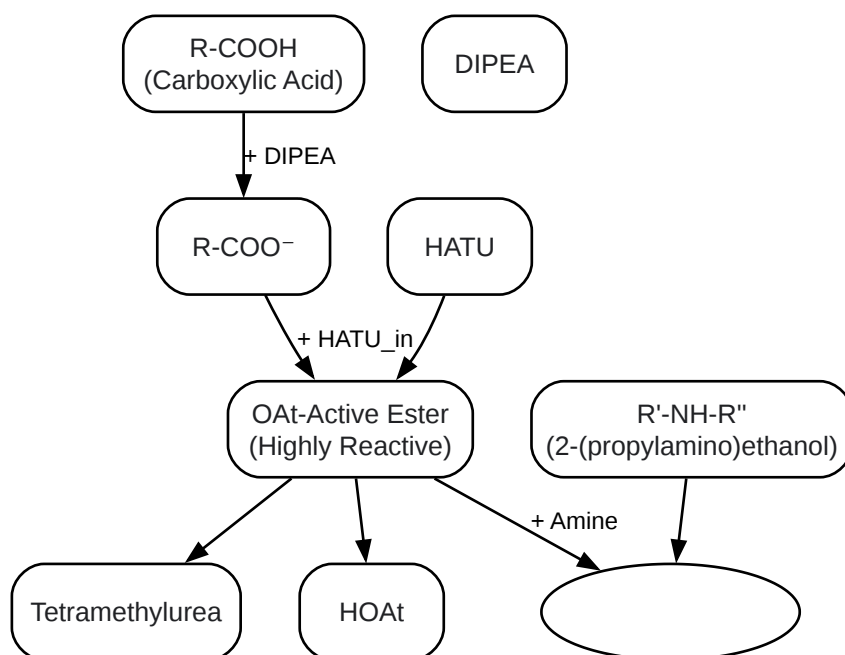 R-COOH
(Carboxylic Acid)
DIPEA
+ DIPEA
R-COO⁻
HATU
+ HATU_in
OAt-Active Ester
(Highly Reactive)
R'-NH-R"
(2-(propylamino)ethanol)
+ Amine
Tetramethylurea
HOAt